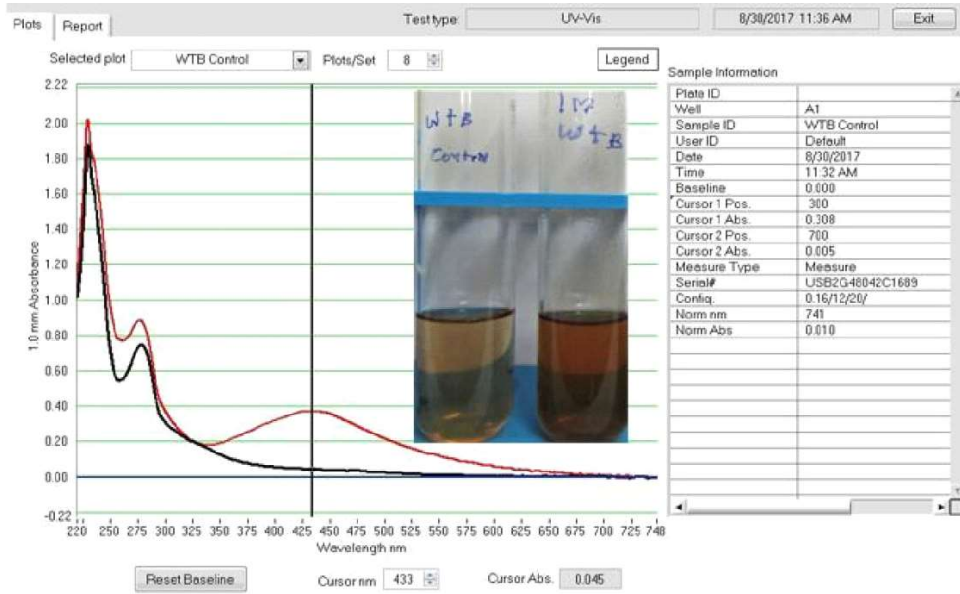 Plots Report Test type: UV-Vis 8/30/2017 11:36 AM Exit
Selected plot WTB Control Plots/Set 8 Legend
Sample Information
Plate ID
Well A1
Sample ID WTB Control
User ID Default
Date 8/30/2017
Time 11:32 AM
Baseline 0.000
Cursor 1 Pos. 300
Cursor 1 Abs. 0.308
Cursor 2 Pos. 700
Cursor 2 Abs. 0.005
Measure Type Measure
Serial# USB2G48042C1689
Config. 0.16/12/20/
Norm nm 741
Norm Abs 0.010
1.0 mm Absorbance
2.22
2.00
1.80
1.60
1.40
1.20
1.00
0.80
0.60
0.40
0.20
0.00
-0.22
W+B
Control
W+B
220 250 300 325 350 375 400 425 450 475 500 525 550 575 600 625 650 675 700 725 748
Wavelength nm
Reset Baseline Cursor nm 433 Cursor Abs. 0.045